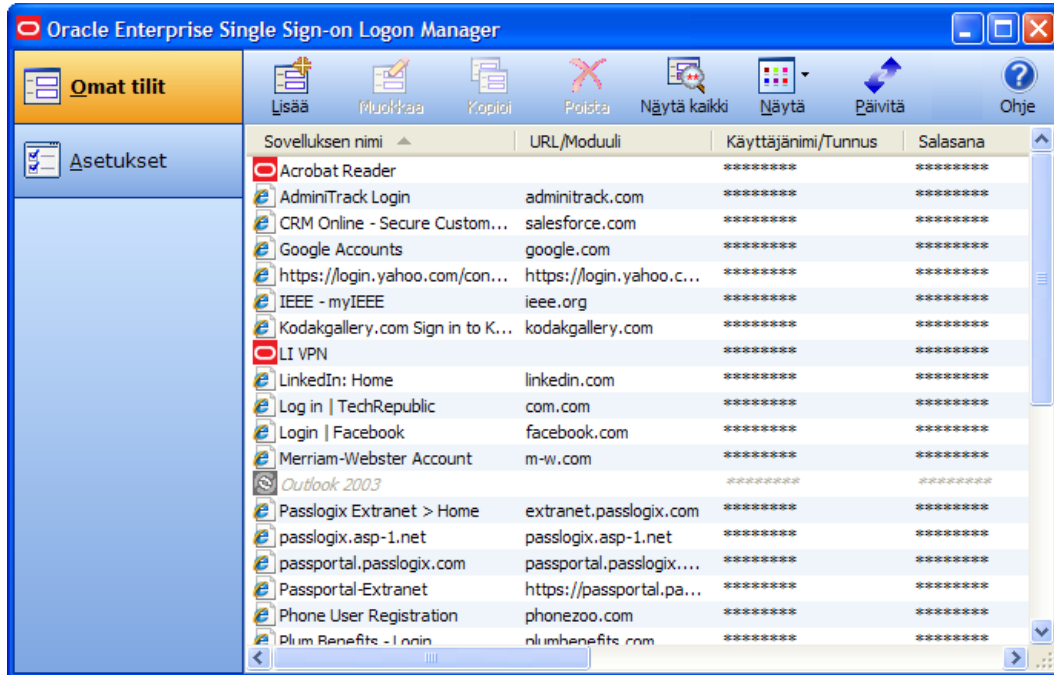 Oracle Enterprise Single Sign-on Logon Manager
Omat tilit
Asetukset
Lisää Muokkaa Kopioi Poista Näytä kaikki Näytä Päivitä Ohje
Sovelluksen nimi URL/Moduuli Käyttäjänimi/Tunnus Salasana
Acrobat Reader ******** ********
AdminiTrack Login adminitrack.com ******** ********
CRM Online - Secure Custom... salesforce.com ******** ********
Google Accounts google.com ******** ********
https://login.yahoo.com/con... https://login.yahoo.c... ******** ********
IEEE - myIEEE ieee.org ******** ********
Kodakgallery.com Sign in to K... kodakgallery.com ******** ********
LI VPN ******** ********
LinkedIn: Home linkedin.com ******** ********
Log in | TechRepublic com.com ******** ********
Login | Facebook facebook.com ******** ********
Merriam-Webster Account m-w.com ******** ********
Outlook 2003 ******** ********
Passlogix Extranet > Home extranet.passlogix.com ******** ********
passlogix.asp-1.net passlogix.asp-1.net ******** ********
passportal.passlogix.com passportal.passlogix.... ******** ********
Passportal-Extranet https://passportal.pa... ******** ********
Phone User Registration phonezoo.com ******** ********
Plum Benefits - Login plumbenefits.com ******** ********